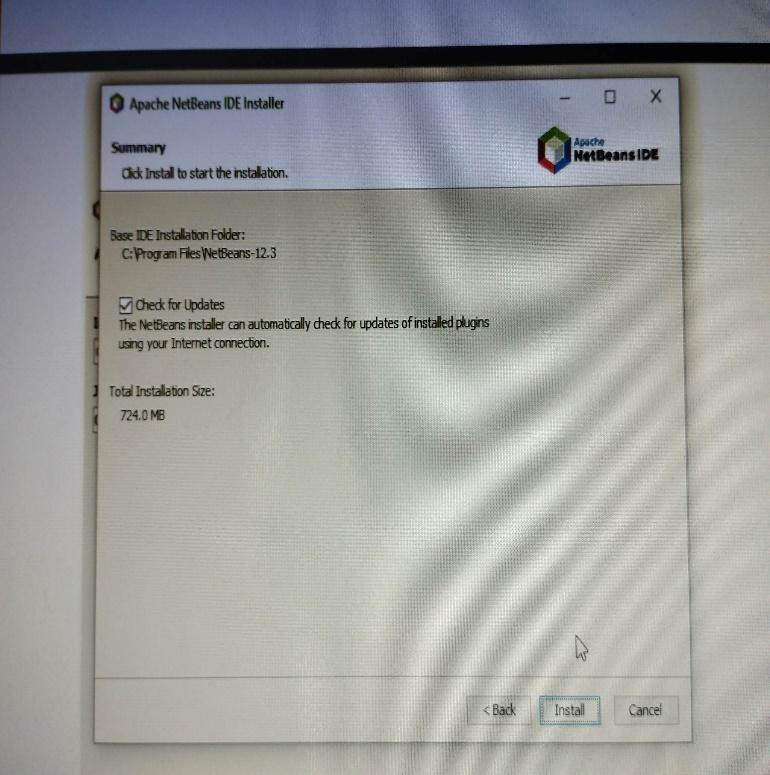 Apache NetBeans IDE Installer
Summary
Click Install to start the installation.
Apache
NetBeans IDE
Base IDE Installation Folder:
C:\Program Files\NetBeans-12.3
Check for Updates
The NetBeans installer can automatically check for updates of installed plugins
using your Internet connection.
Total Installation Size:
724.0 MB
< Back
Install
Cancel